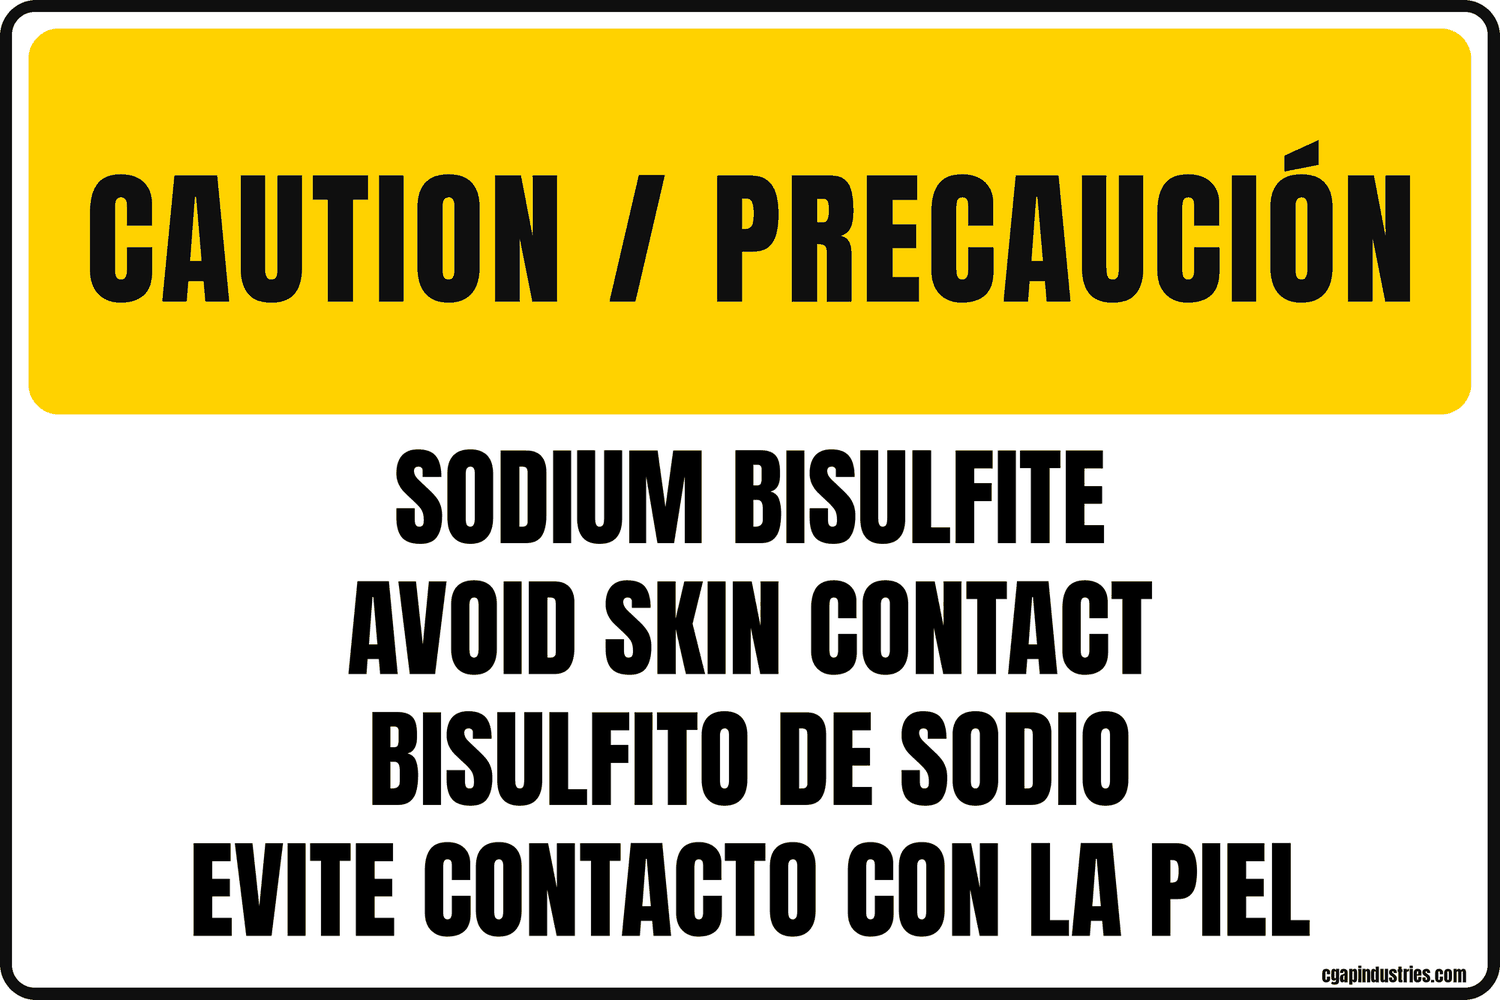 CAUTION / PRECAUCIÓN
SODIUM BISULFITE
AVOID SKIN CONTACT
BISULFITO DE SODIO
EVITE CONTACTO CON LA PIEL
cgapindustries.com